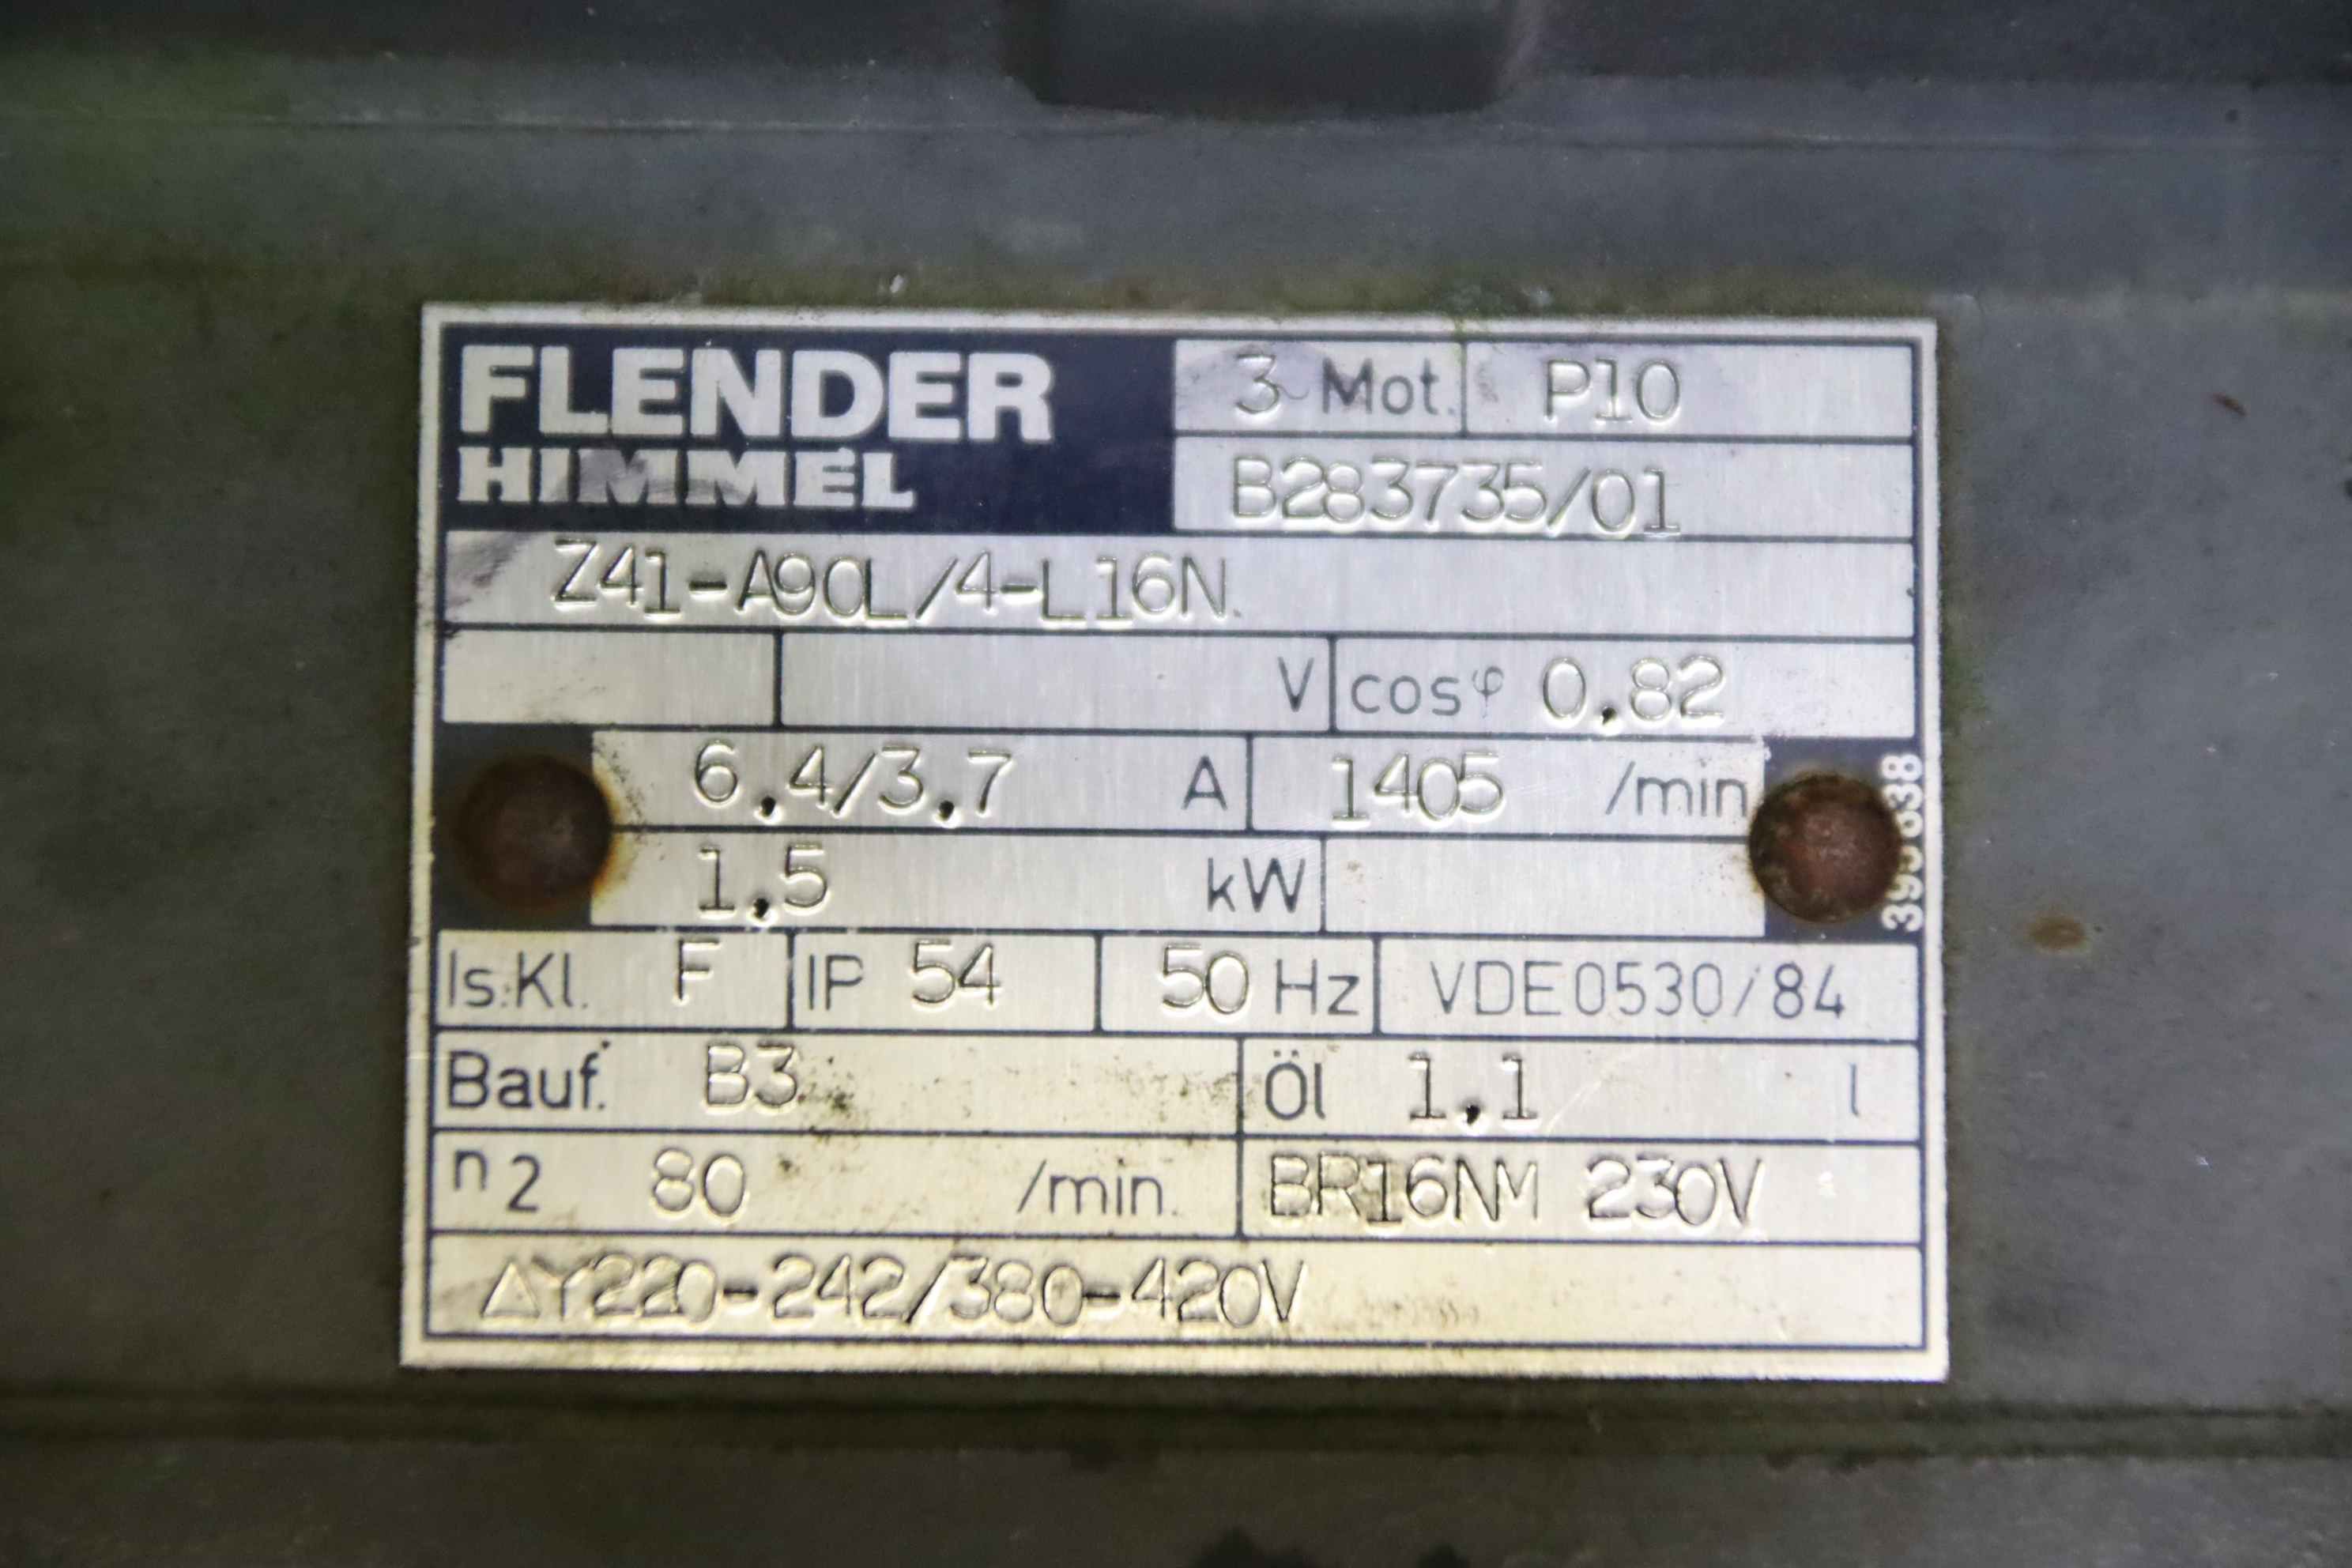 FLENDER
HIMMEL
3~ Mot. P10
B283735/01
Z41-A90L/4-L16N
V cosφ 0,82
6,4/3,7 A 1405 /min
1,5 kW
Is.Kl. F IP 54 50 Hz VDE0530/84
Bauf. B3 Öl 1,1 l
n2 80 /min. BR16NM 230V
△Y220-242/380-420V